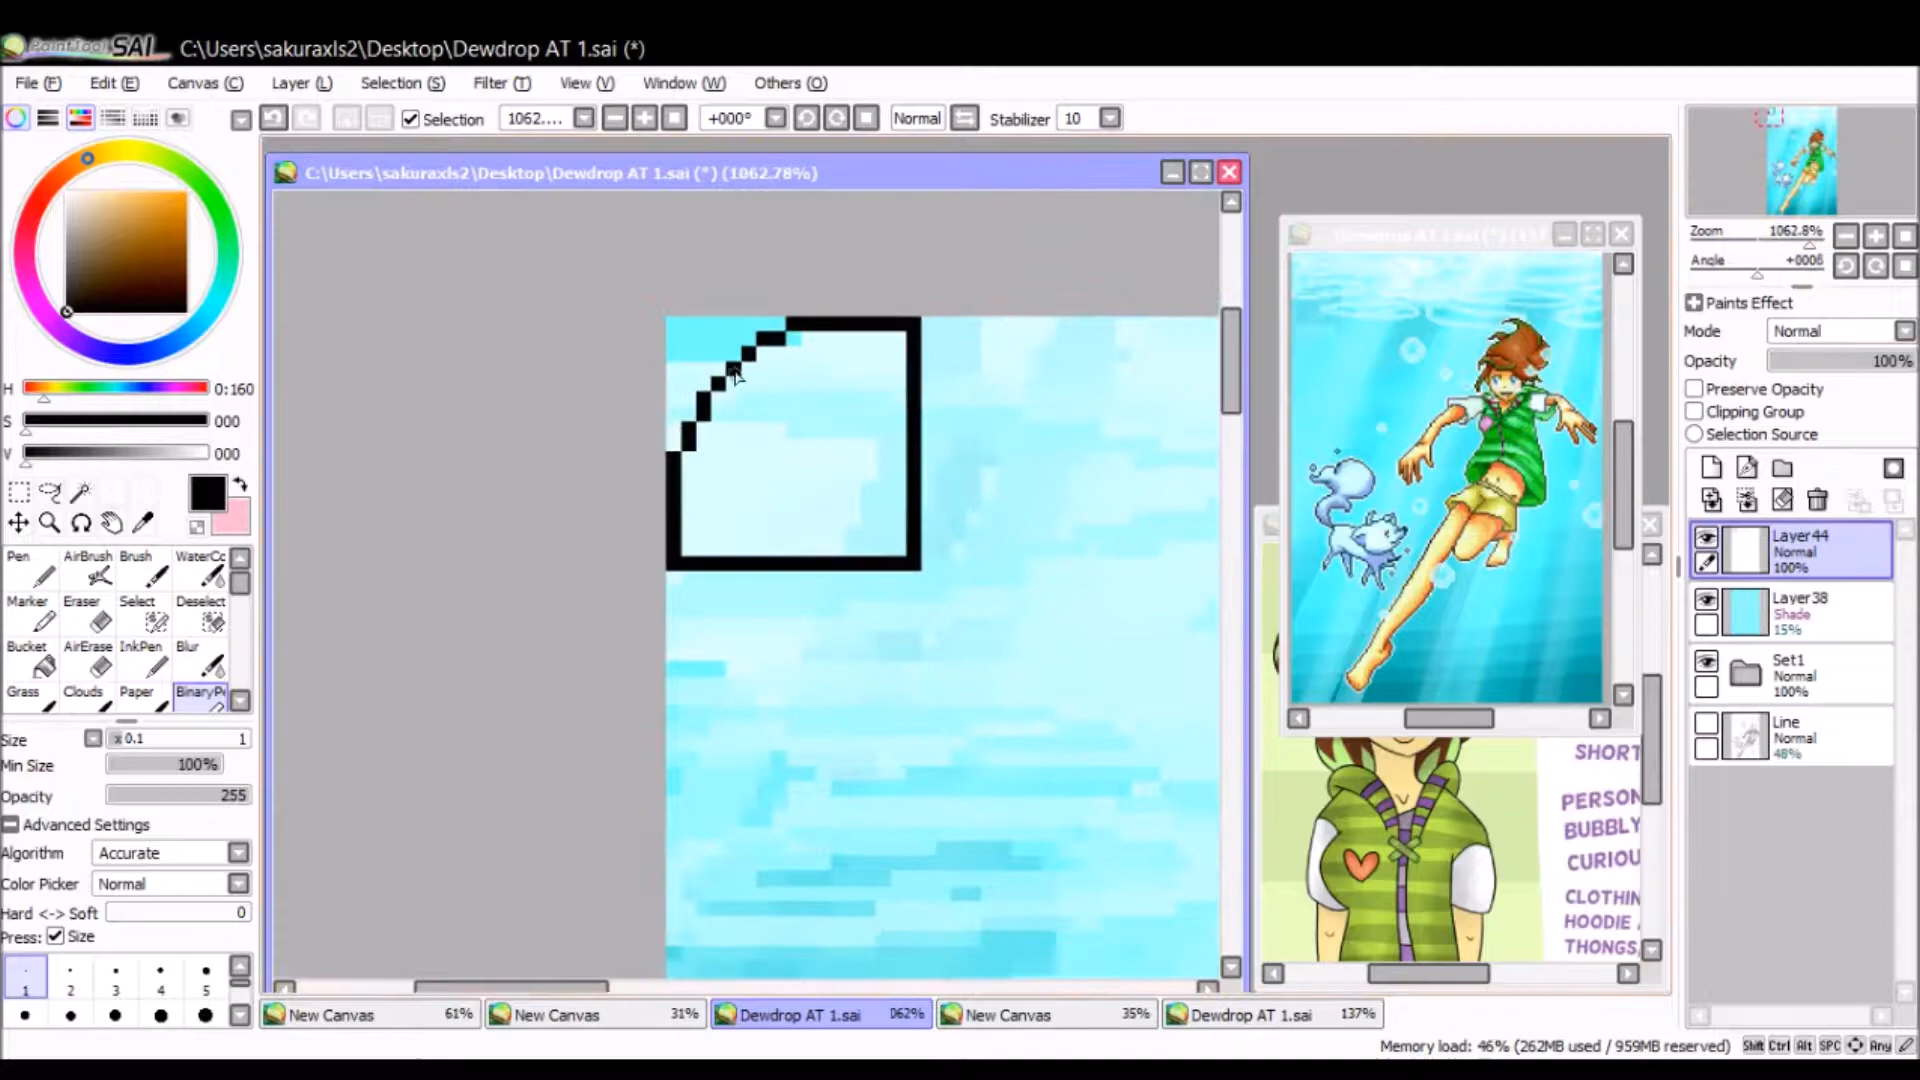 PaintTool SAI C:\Users\sakuraxls2\Desktop\Dewdrop AT 1.sai (*)
File (F) Edit (E) Canvas (C) Layer (L) Selection (S) Filter (T) View (V) Window (W) Others (O)
Selection 1062.... +000° Normal Stabilizer 10
C:\Users\sakuraxls2\Desktop\Dewdrop AT 1.sai (*) (1062.78%)
Zoom 1062.8%
Angle +000
Paints Effect
Mode Normal
Opacity 100%
Preserve Opacity
Clipping Group
Selection Source
H 0:160
S 000
V 000
Pen AirBrush Brush WaterCo
Marker Eraser Select Deselect
Bucket AirErase InkPen Blur
Grass Clouds Paper BinaryPe
Size x 0.1 1
Min Size 100%
Opacity 255
Advanced Settings
Algorithm Accurate
Color Picker Normal
Hard <-> Soft 0
Press: Size
1 2 3 4 5
Layer44
Normal
100%
Layer38
Shade
15%
Set1
Normal
100%
Line
Normal
48%
SHORT
PERSON
BUBBLY
CURIOU
CLOTHIN
HOODIE
THONGS,
New Canvas 61% New Canvas 31% Dewdrop AT 1.sai 062% New Canvas 35% Dewdrop AT 1.sai 137%
Memory load: 46% (262MB used / 959MB reserved) Shift Ctrl Alt SPC Any